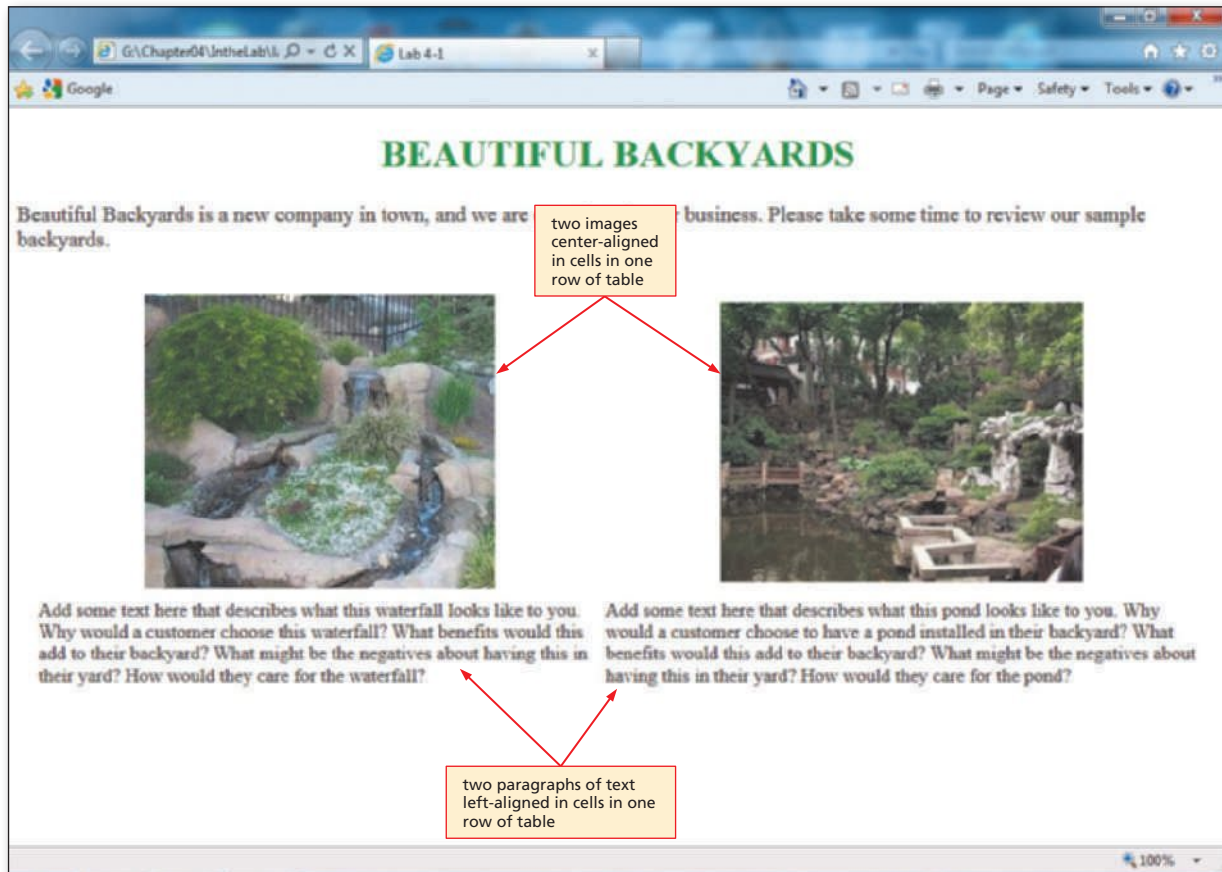 G:\Chapter04\IntheLab\l
Lab 4-1
Google
Page
Safety
Tools
BEAUTIFUL BACKYARDS
Beautiful Backyards is a new company in town, and we are business. Please take some time to review our sample
backyards.
two images
center-aligned
in cells in one
row of table
Add some text here that describes what this waterfall looks like to you.
Why would a customer choose this waterfall? What benefits would this
add to their backyard? What might be the negatives about having this in
their yard? How would they care for the waterfall?
Add some text here that describes what this pond looks like to you. Why
would a customer choose to have a pond installed in their backyard? What
benefits would this add to their backyard? What might be the negatives about
having this in their yard? How would they care for the pond?
two paragraphs of text
left-aligned in cells in one
row of table
100%